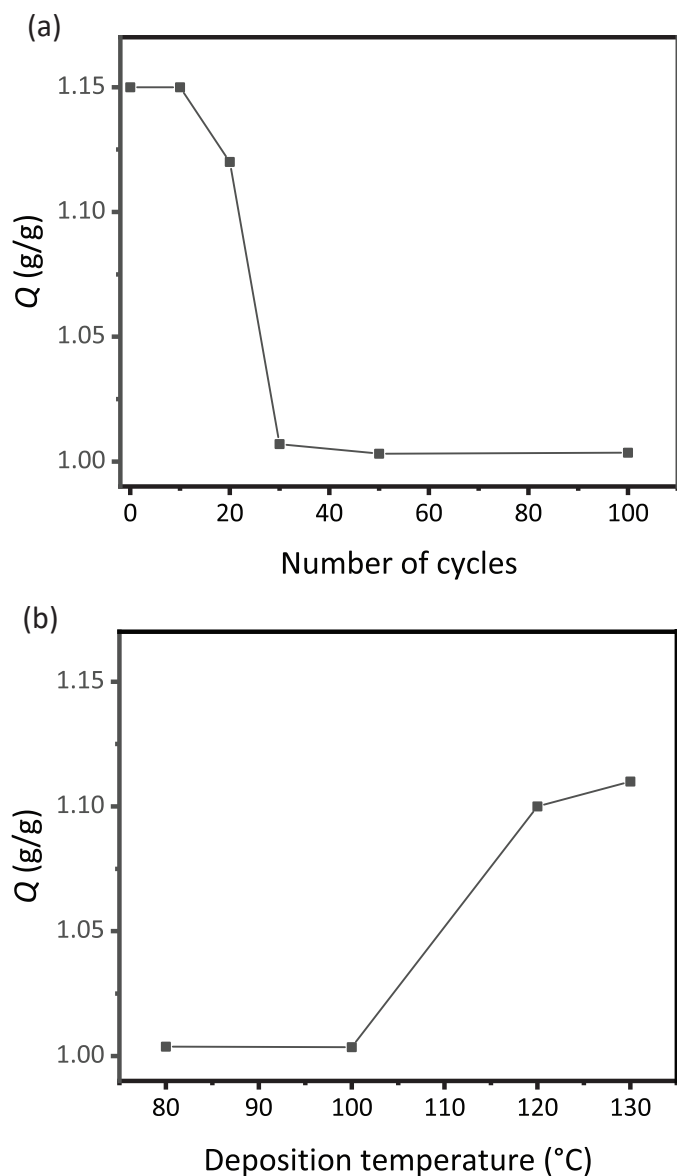 (a)
1.15
1.10
1.05
1.00
Q (g/g)
0 20 40 60 80 100
Number of cycles
(b)
1.15
1.10
1.05
1.00
Q (g/g)
80 90 100 110 120 130
Deposition temperature (°C)